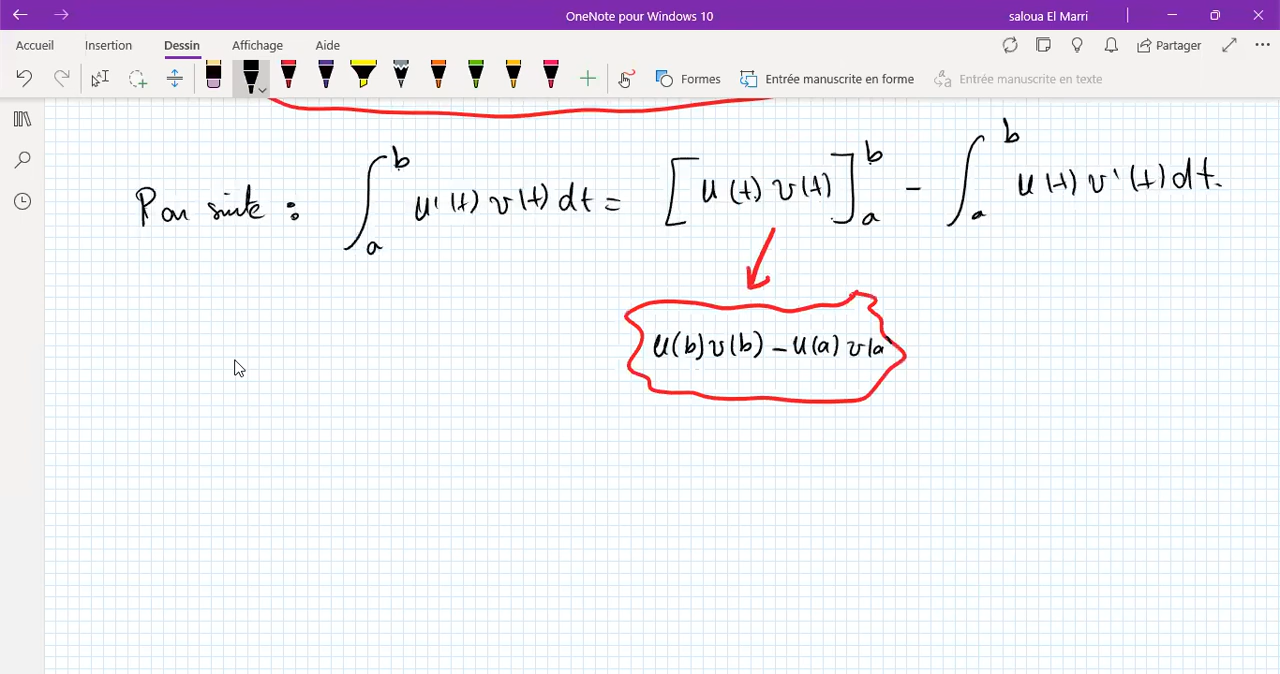 OneNote pour Windows 10
saloua El Marri
Accueil Insertion Dessin Affichage Aide
Partager
Formes Entrée manuscrite en forme Entrée manuscrite en texte
Par suite : ∫_a^b u'(t) v(t) dt = [u(t) v(t)]_a^b - ∫_a^b u(t) v'(t) dt.
u(b) v(b) - u(a) v(a